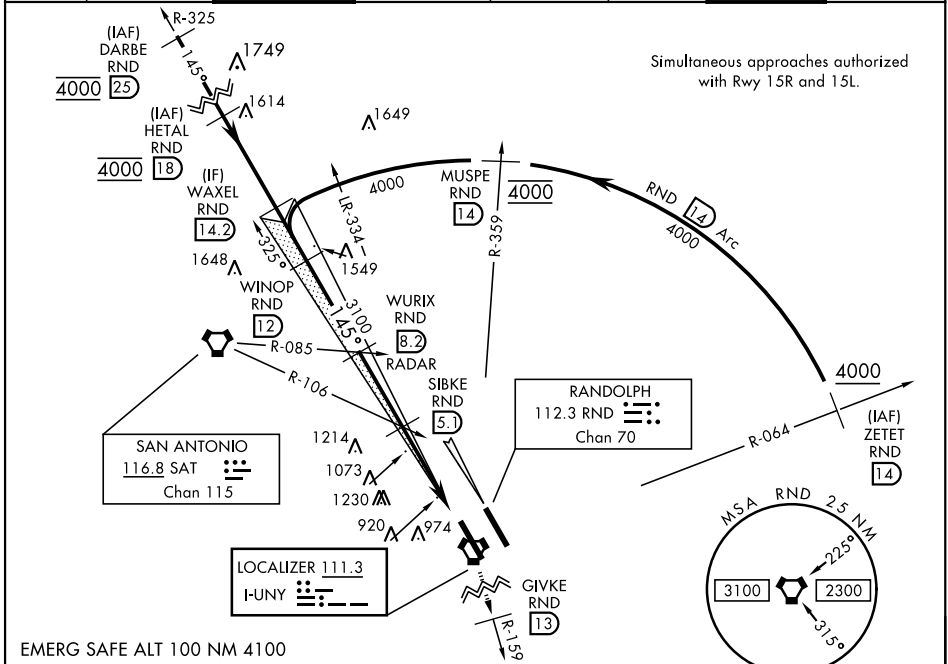 R-325
(IAF)
DARBE
RND
4000 25
145°
1749
Simultaneous approaches authorized
with Rwy 15R and 15L.
1614
(IAF)
HETAL
RND
4000 18
1649
(IF)
WAXEL
RND
14.2
4000
LR-334
MUSPE
RND
14
4000
R-359
RND 14 Arc
4000
325°
1648
1549
WINOP
RND
12
3100
145°
WURIX
RND
8.2
RADAR
R-085
R-106
SIBKE
RND
5.1
RANDOLPH
112.3 RND
Chan 70
4000
R-064
(IAF)
ZETET
RND
14
SAN ANTONIO
116.8 SAT
Chan 115
1214
1073
1230
920
974
LOCALIZER 111.3
I-UNY
GIVKE
RND
13
R-159
MSA RND 25 NM
225°
3100
2300
315°
EMERG SAFE ALT 100 NM 4100